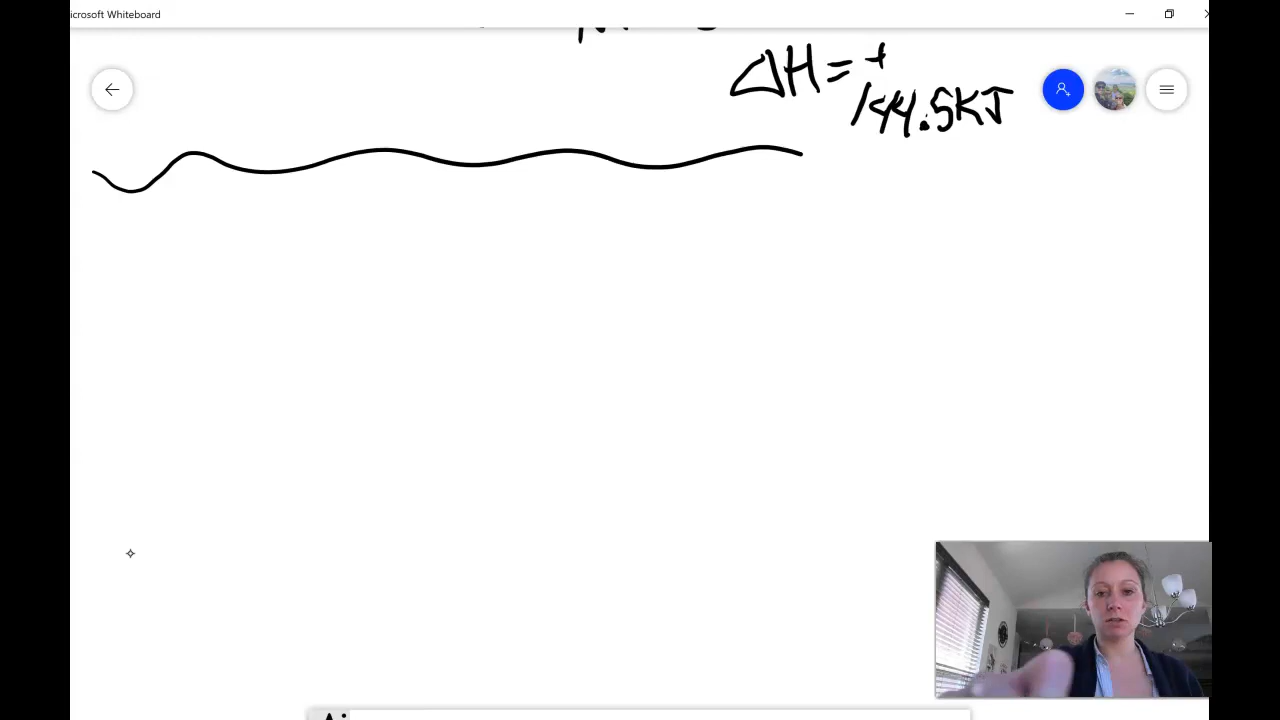 icrosoft Whiteboard
ΔH = +
144.5KJ